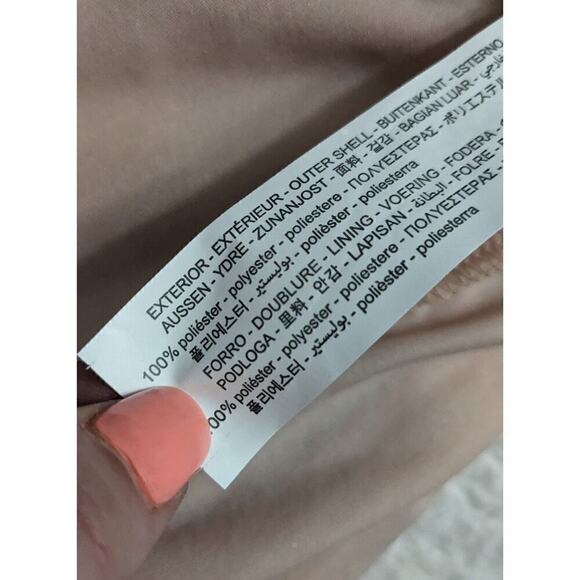 EXTERIOR - EXTÉRIEUR - OUTER SHELL - BUITENKANT - ESTERNO
AUSSEN - YDRE - ZUNANJOST - 面料 - 겉감 - BAGIAN LUAR - خارجي
100% poliéster - polyester - poliestere - ΠΟΛΥΕΣΤΕΡΑΣ - ポリエステル
폴리에스터 - بوليستير - poliéster - poliesterra
FORRO - DOUBLURE - LINING - VOERING - FODERA -
PODLOGA - 里料 - 안감 - LAPISAN - البطانة - FOLRE -
100% poliéster - polyester - poliestere - ΠΟΛΥΕΣΤΕΡΑΣ -
폴리에스터 - بوليستير - poliéster - poliesterra